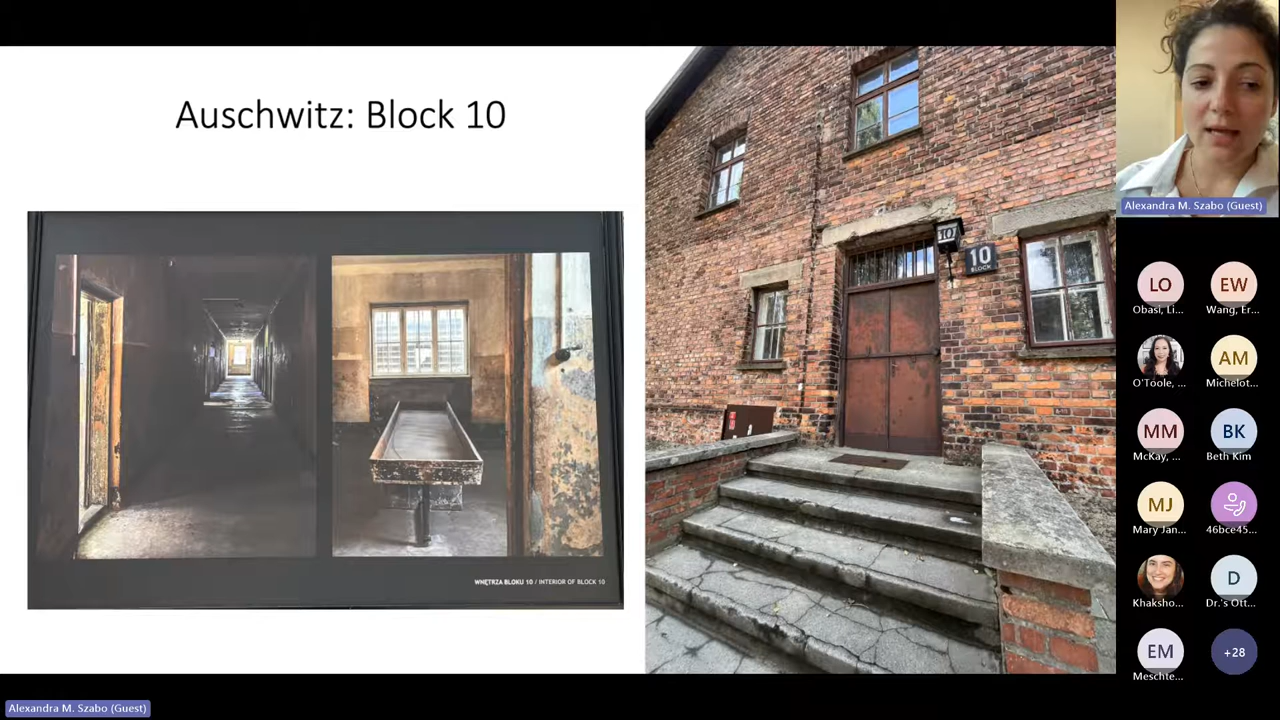 Auschwitz: Block 10
WNĘTRZA BLOKU 10 / INTERIOR OF BLOCK 10
10
10
BLOCK
Alexandra M. Szabo (Guest)
LO
Obasi, Li...
EW
Wang, Er...
O'Toole, ...
AM
Michelot...
MM
McKay, ...
BK
Beth Kim
MJ
Mary Jan...
46bce45...
Khaksho...
D
Dr.'s Ott...
EM
Meschte...
+28
Alexandra M. Szabo (Guest)